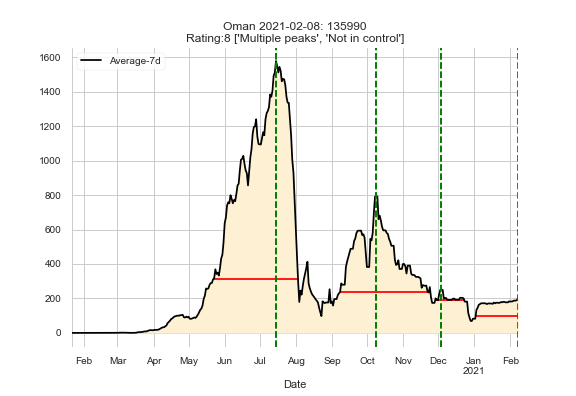 Oman 2021-02-08: 135990
Rating:8 ['Multiple peaks', 'Not in control']
Average-7d
1600
1400
1200
1000
800
600
400
200
0
Feb Mar Apr May Jun Jul Aug Sep Oct Nov Dec Jan Feb
2021
Date